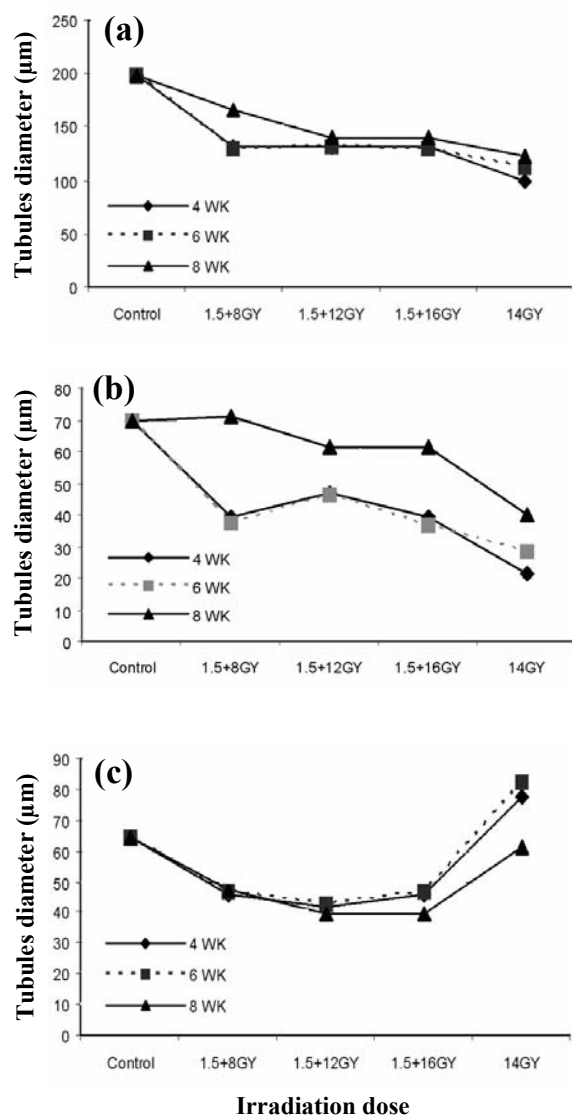 (a)
Tubules diameter (µm)
250
200
150
100
50
0
4 WK
6 WK
8 WK
Control 1.5+8GY 1.5+12GY 1.5+16GY 14GY
(b)
Tubules diameter (µm)
80
70
60
50
40
30
20
10
0
4 WK
6 WK
8 WK
Control 1.5+8GY 1.5+12GY 1.5+16GY 14GY
(c)
Tubules diameter (µm)
90
80
70
60
50
40
30
20
10
0
4 WK
6 WK
8 WK
Control 1.5+8GY 1.5+12GY 1.5+16GY 14GY
Irradiation dose